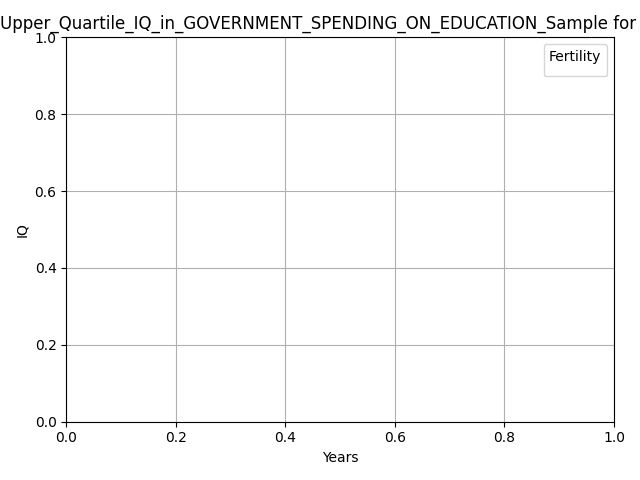 Upper_Quartile_IQ_in_GOVERNMENT_SPENDING_ON_EDUCATION_Sample for
1.0
Fertility
0.8
0.6
IQ
0.4
0.2
0.0
0.0 0.2 0.4 0.6 0.8 1.0
Years